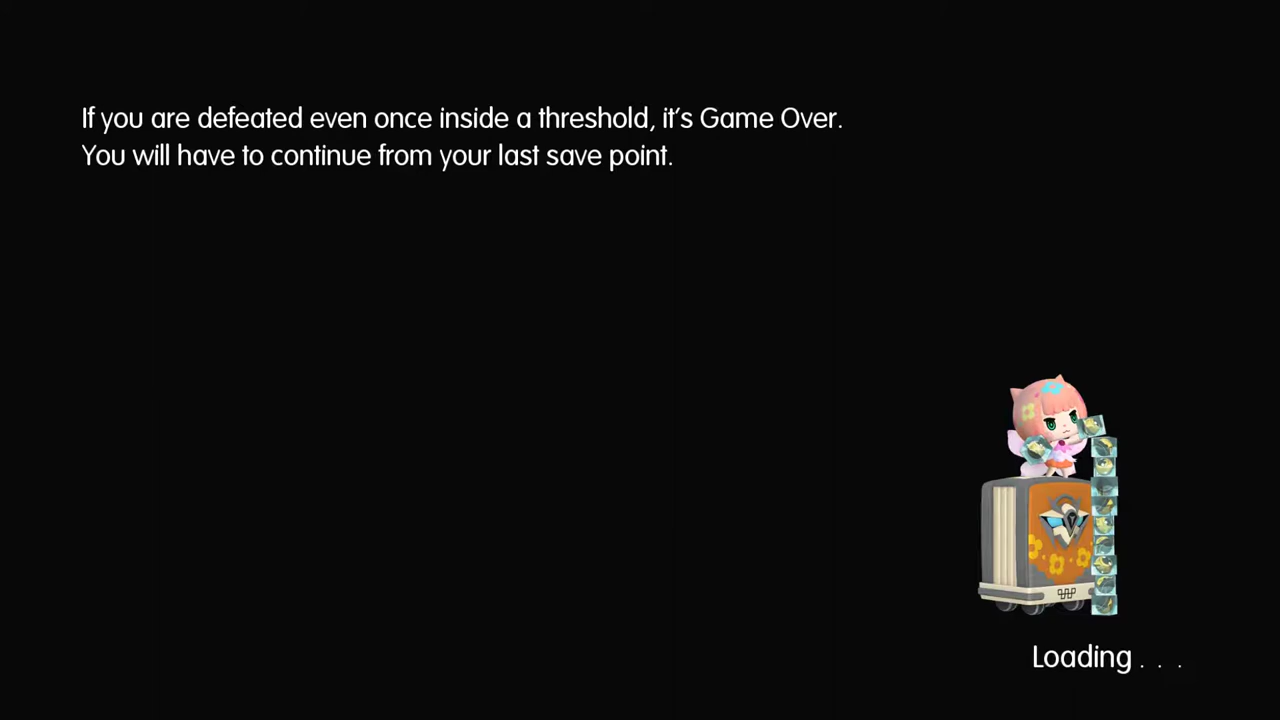 If you are defeated even once inside a threshold, it's Game Over.
You will have to continue from your last save point.
Loading . . .